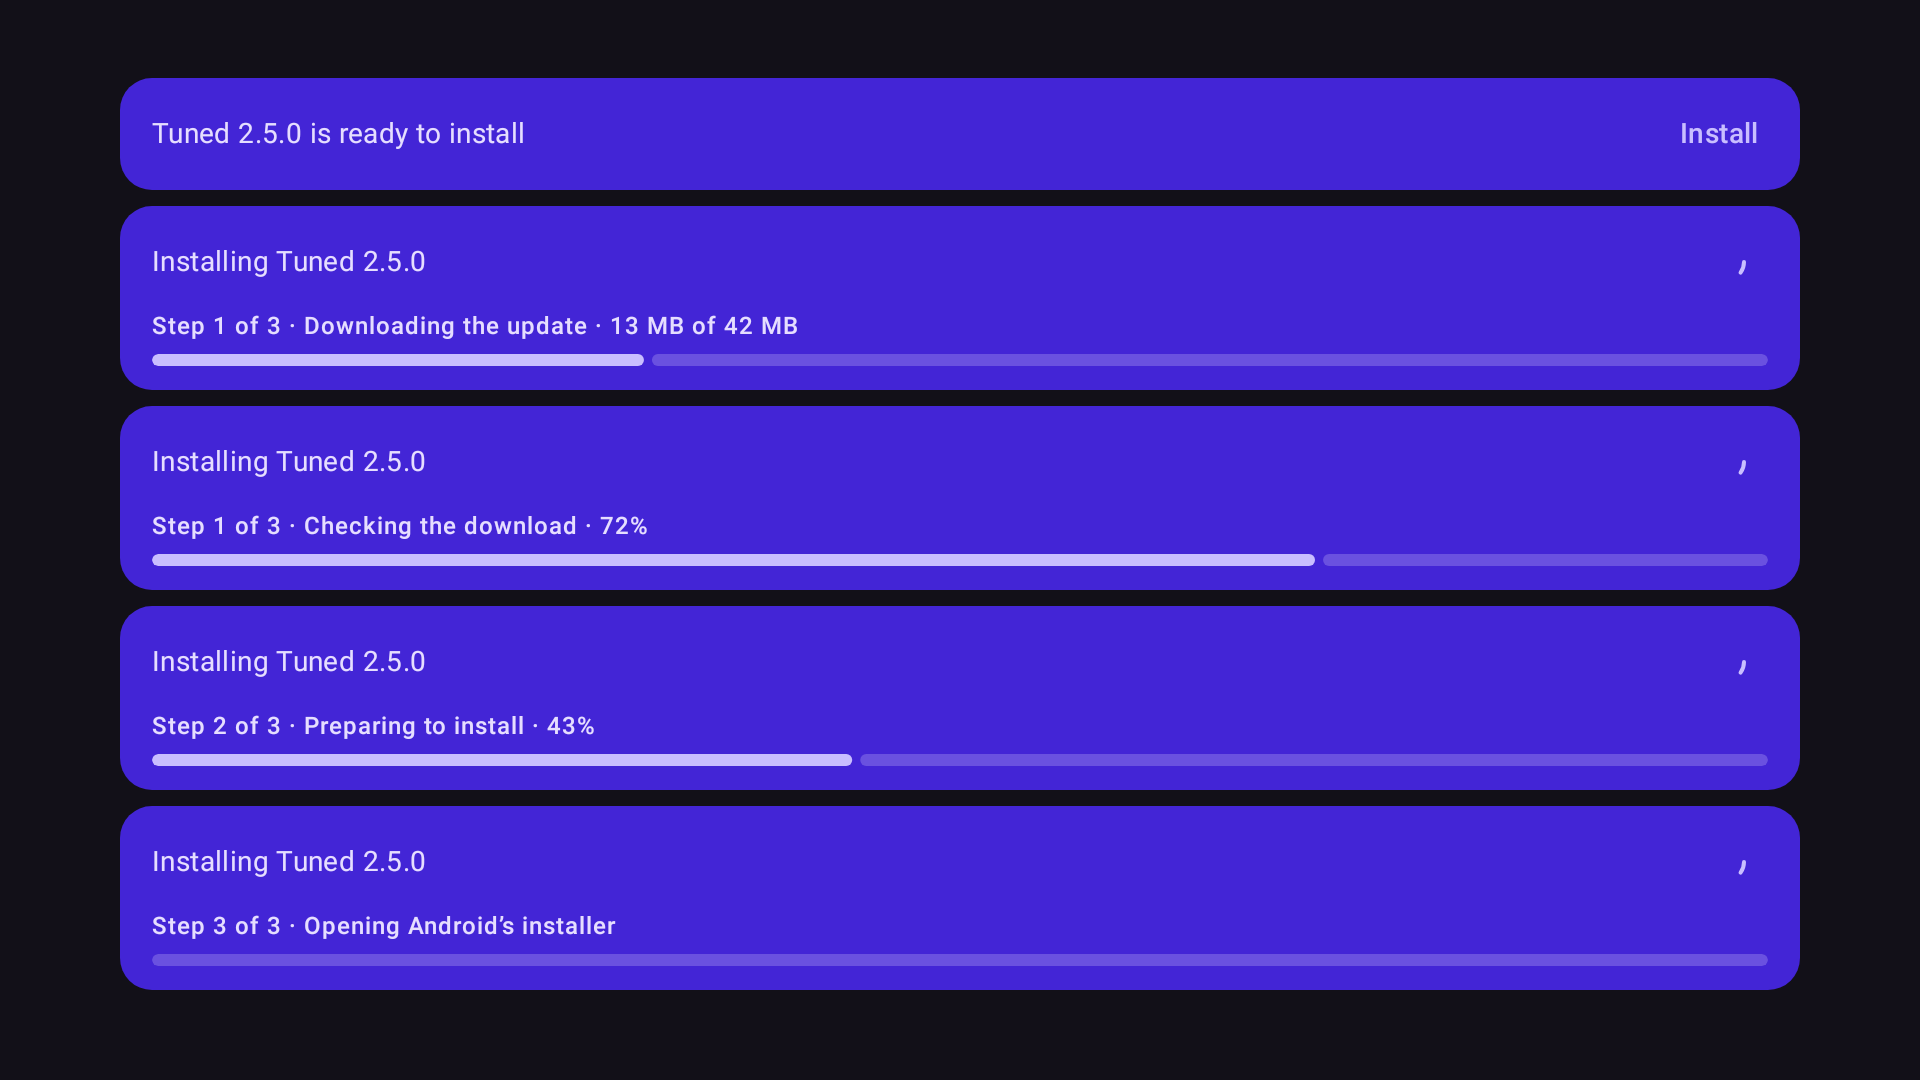 Tuned 2.5.0 is ready to install
Install
Installing Tuned 2.5.0
Step 1 of 3 · Downloading the update · 13 MB of 42 MB
Installing Tuned 2.5.0
Step 1 of 3 · Checking the download · 72%
Installing Tuned 2.5.0
Step 2 of 3 · Preparing to install · 43%
Installing Tuned 2.5.0
Step 3 of 3 · Opening Android’s installer